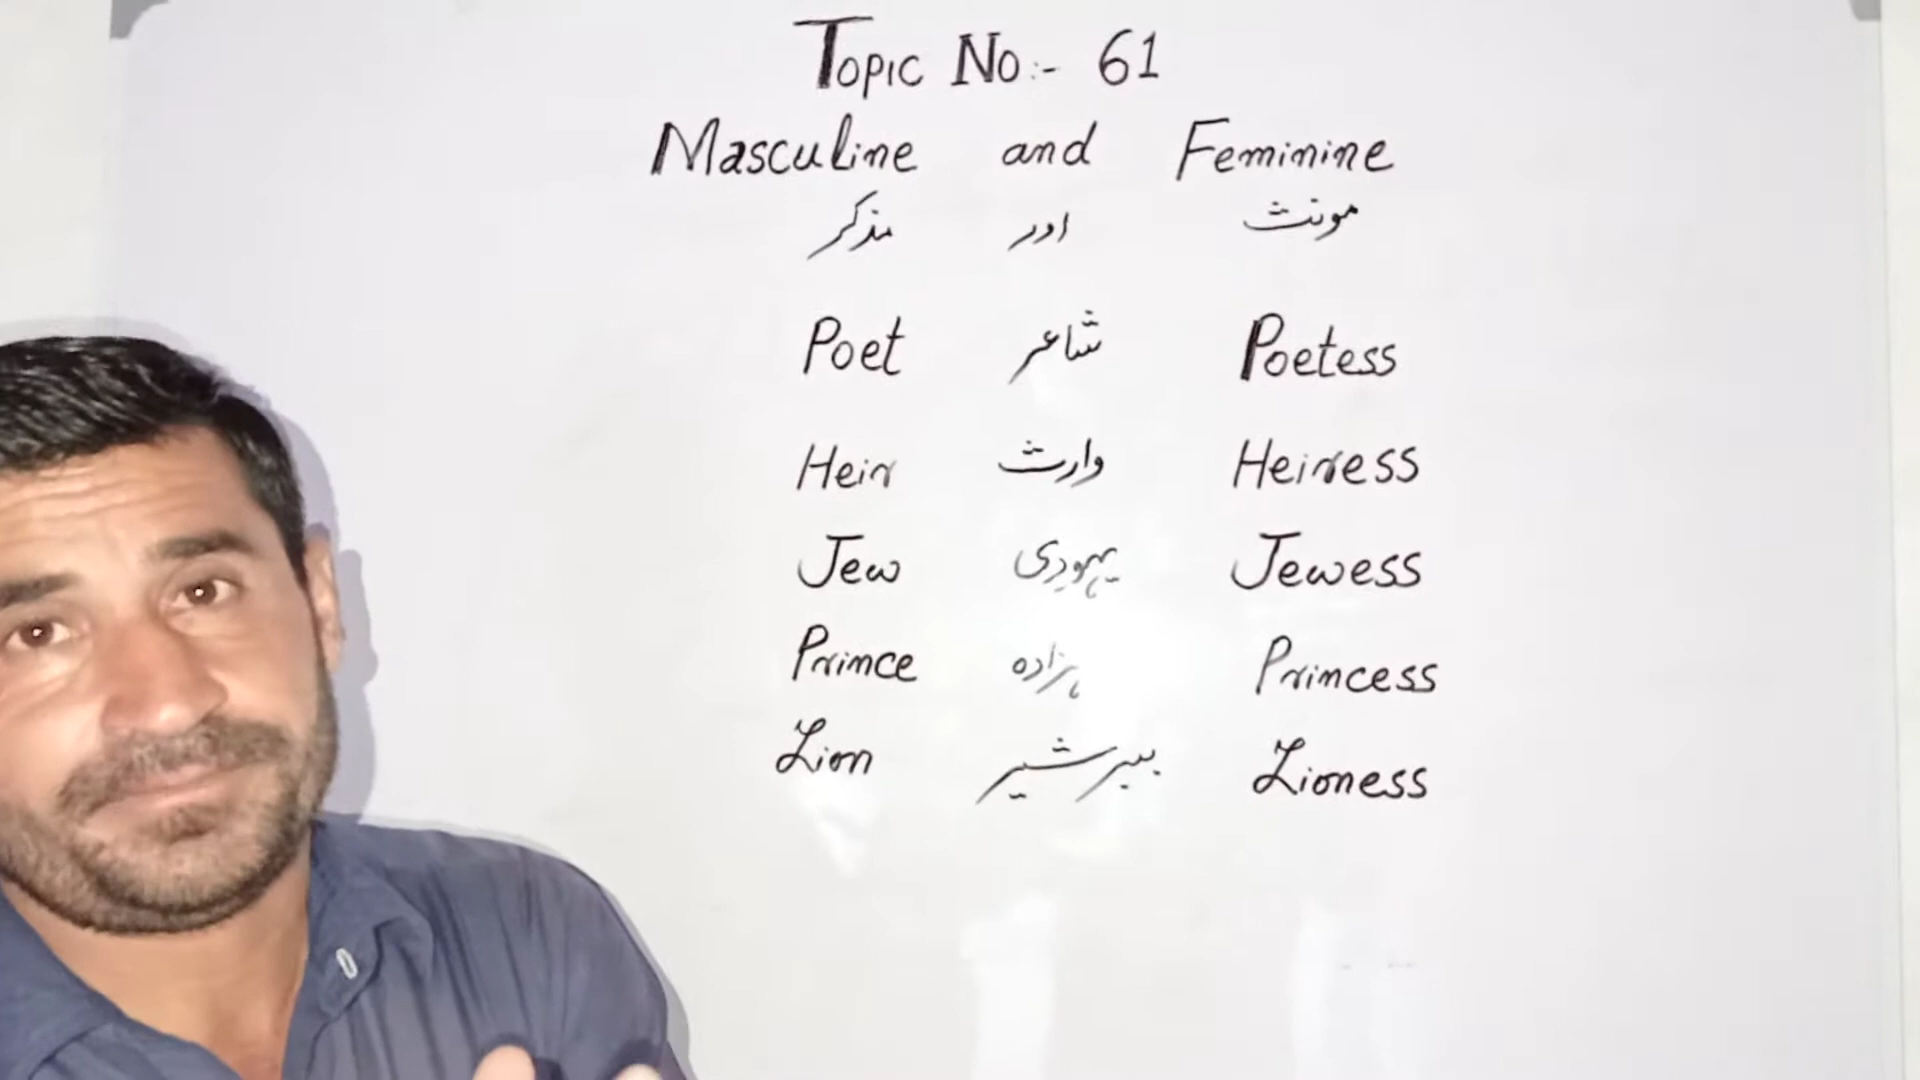 Topic No:- 61
Masculine and Feminine
مذکر اور مونث
Poet شاعر Poetess
Heir وارث Heiress
Jew یہودی Jewess
Prince Princess
Lion ببر شیر Lioness